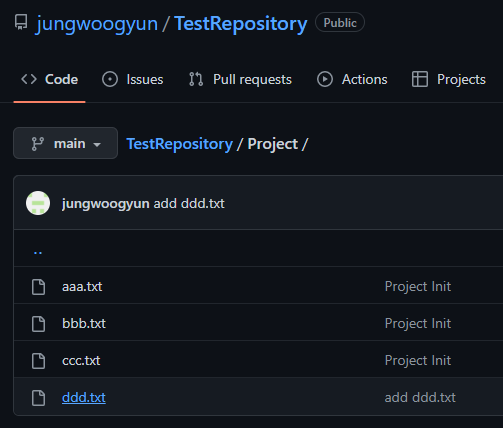 jungwoogyun / TestRepository Public
Code Issues Pull requests Actions Projects
main TestRepository / Project /
jungwoogyun add ddd.txt
..
aaa.txt Project Init
bbb.txt Project Init
ccc.txt Project Init
ddd.txt add ddd.txt